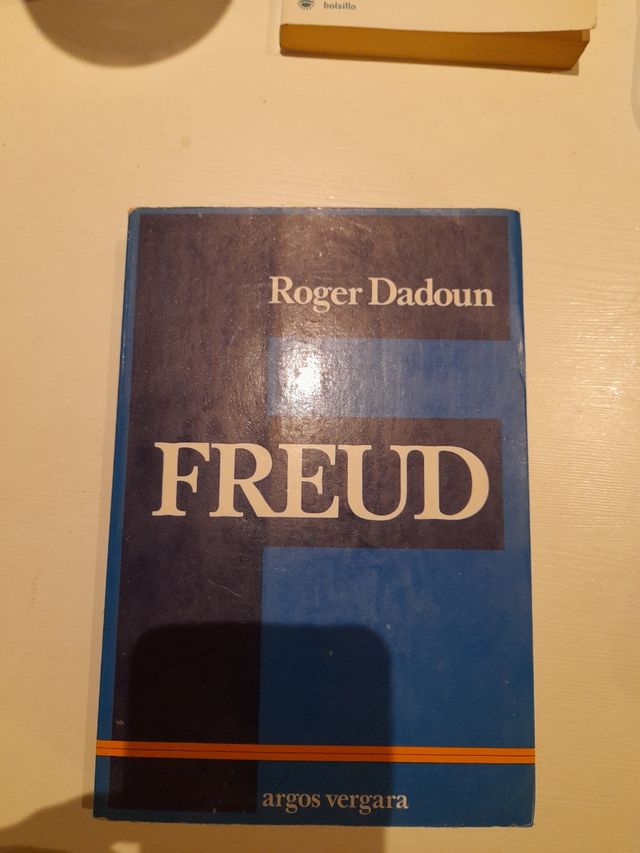 bolsillo
Roger Dadoun
FREUD
argos vergara